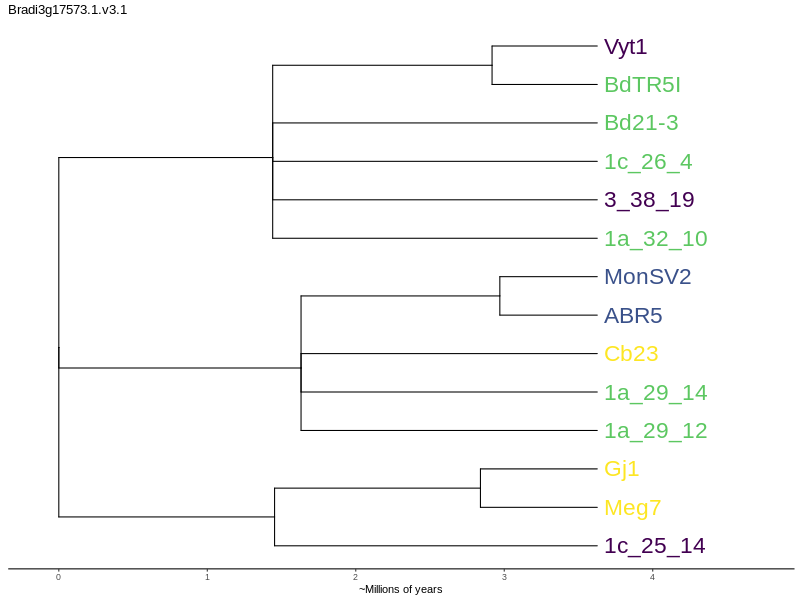 Bradi3g17573.1.v3.1
Vyt1
BdTR5I
Bd21-3
1c_26_4
3_38_19
1a_32_10
MonSV2
ABR5
Cb23
1a_29_14
1a_29_12
Gj1
Meg7
1c_25_14
0 1 2 3 4
~Millions of years